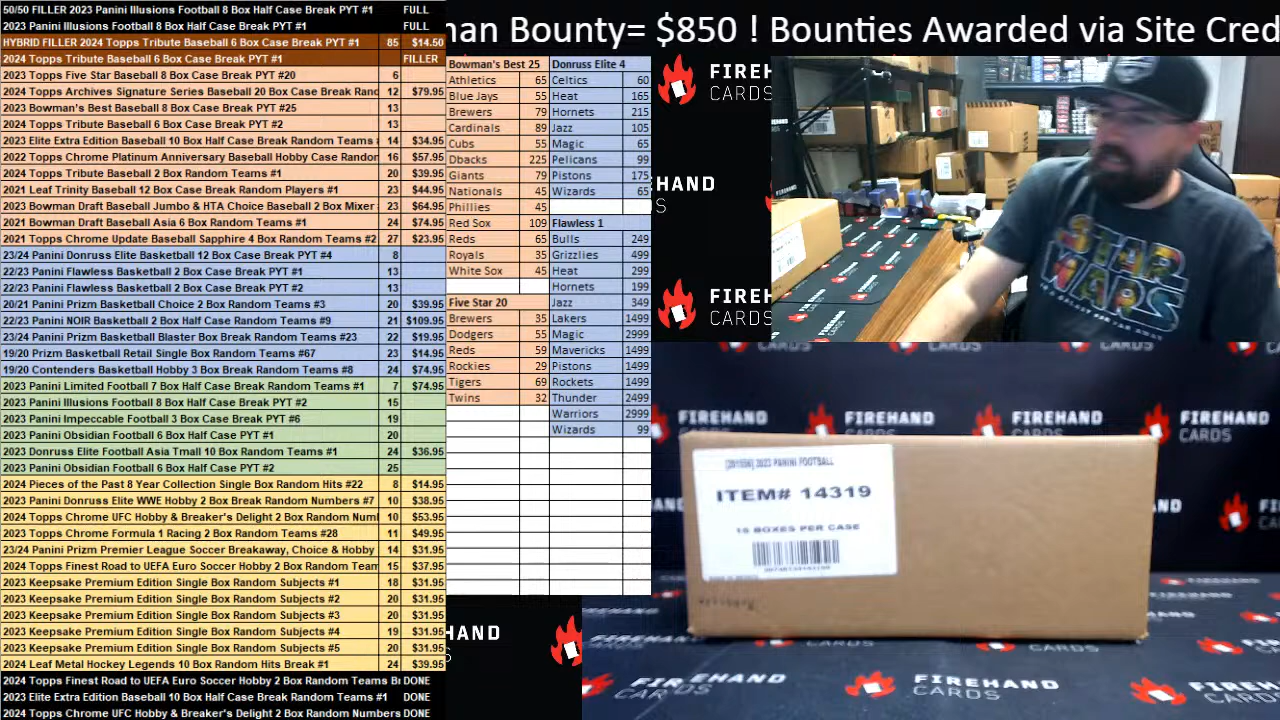 20/50 FILLER 2023 Panini Illusions Football 8 Box Half Case Break PYT #1 FULL
2023 Panini Illusions Football 8 Box Half Case Break PYT #1 FULL
HYBRID FILLER 2024 Topps Tribute Baseball 6 Box Case Break PYT #1 85 $14.50
2024 Topps Tribute Baseball 6 Box Case Break PYT #1 FILLER
2023 Topps Five Star Baseball 8 Box Case Break PYT #20 6
2024 Topps Archives Signature Series Baseball 20 Box Case Break Ranc 12 $79.95
2023 Bowman's Best Baseball 8 Box Case Break PYT #25 13
2024 Topps Tribute Baseball 6 Box Case Break PYT #2 13
2023 Elite Extra Edition Baseball 10 Box Half Case Break Random Teams 14 $34.95
2022 Topps Chrome Platinum Anniversary Baseball Hobby Case Randor 16 $57.95
2024 Topps Tribute Baseball 2 Box Random Teams #1 20 $39.95
2021 Leaf Trinity Baseball 12 Box Case Break Random Players #1 23 $44.95
2023 Bowman Draft Baseball Jumbo & HTA Choice Baseball 2 Box Mixer 23 $64.95
2021 Bowman Draft Baseball Asia 6 Box Random Teams #1 24 $74.95
2021 Topps Chrome Update Baseball Sapphire 4 Box Random Teams #2 27 $23.95
23/24 Panini Donruss Elite Basketball 12 Box Case Break PYT #4 8
22/23 Panini Flawless Basketball 2 Box Case Break PYT #1 13
22/23 Panini Flawless Basketball 2 Box Case Break PYT #2 13
20/21 Panini Prizm Basketball Choice 2 Box Random Teams #3 20 $39.95
22/23 Panini NOIR Basketball 2 Box Half Case Random Teams #9 21 $109.95
23/24 Panini Prizm Basketball Blaster Box Break Random Teams #23 22 $19.95
19/20 Prizm Basketball Retail Single Box Random Teams #67 23 $14.95
19/20 Contenders Basketball Hobby 3 Box Break Random Teams #8 24 $74.95
2023 Panini Limited Football 7 Box Half Case Break Random Teams #1 7 $74.95
2023 Panini Illusions Football 8 Box Half Case Break PYT #2 15
2023 Panini Impeccable Football 3 Box Case Break PYT #6 19
2023 Panini Obsidian Football 6 Box Half Case PYT #1 20
2023 Donruss Elite Football Asia Tmall 10 Box Random Teams #1 24 $36.95
2023 Panini Obsidian Football 6 Box Half Case PYT #2 25
2024 Pieces of the Past 8 Year Collection Single Box Random Hits #22 8 $14.95
2023 Panini Donruss Elite WWE Hobby 2 Box Break Random Numbers #7 10 $38.95
2024 Topps Chrome UFC Hobby & Breaker's Delight 2 Box Random Numl 10 $53.95
2023 Topps Chrome Formula 1 Racing 2 Box Random Teams #28 11 $49.95
23/24 Panini Prizm Premier League Soccer Breakaway, Choice & Hobby 14 $31.95
2024 Topps Finest Road to UEFA Euro Soccer Hobby 2 Box Random Team 15 $37.95
2023 Keepsake Premium Edition Single Box Random Subjects #1 18 $31.95
2023 Keepsake Premium Edition Single Box Random Subjects #2 20 $31.95
2023 Keepsake Premium Edition Single Box Random Subjects #3 20 $31.95
2023 Keepsake Premium Edition Single Box Random Subjects #4 19 $31.95
2023 Keepsake Premium Edition Single Box Random Subjects #5 20 $31.95
2024 Leaf Metal Hockey Legends 10 Box Random Hits Break #1 24 $39.95
2024 Topps Finest Road to UEFA Euro Soccer Hobby 2 Box Random Teams Bi DONE
2023 Elite Extra Edition Baseball 10 Box Half Case Break Random Teams #1 DONE
2024 Topps Chrome UFC Hobby & Breaker's Delight 2 Box Random Numbers DONE
man Bounty= $850 ! Bounties Awarded via Site Cred
Bowman's Best 25
Athletics 65
Blue Jays 55
Brewers 79
Cardinals 89
Cubs 55
Dbacks 225
Giants 79
Nationals 45
Phillies 45
Red Sox 109
Reds 65
Royals 35
White Sox 45
Five Star 20
Brewers 35
Dodgers 55
Reds 59
Rockies 29
Tigers 69
Twins 32
Donruss Elite 4
Celtics 60
Heat 165
Hornets 215
Jazz 105
Magic 65
Pelicans 99
Pistons 175
Wizards 65
Flawless 1
Bulls 249
Grizzlies 499
Heat 299
Hornets 199
Jazz 349
Lakers 1499
Magic 2999
Mavericks 1499
Pistons 1499
Rockets 1499
Thunder 2499
Warriors 2999
Wizards 99
FIREH
CARDS
HAND
S
FIREH
CARDS
HAND
STAR
WARS
FIREHAND
CARDS
FIREHAND
FIREHAND
FIREHAND
CARDS
2023 PANINI FOOTBALL
ITEM# 14319
16 BOXES PER CASE
FIREHAND
CARDS
FIREHAND
CARDS
FIREHAND
CARDS